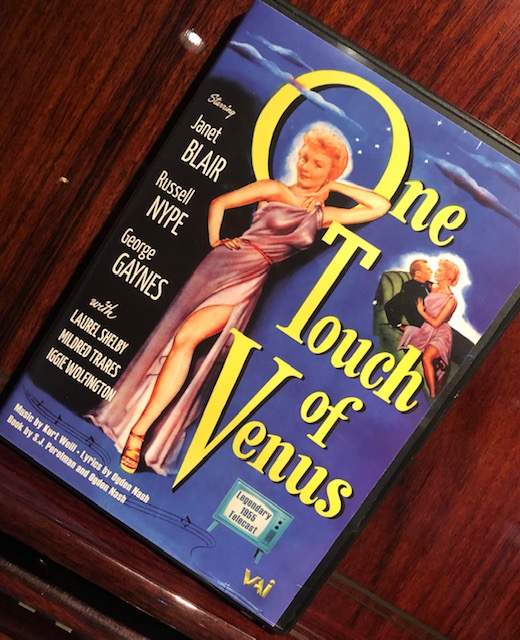 Starring
Janet
BLAIR
Russell
NYPE
George
GAYNES
with
LAUREL SHELBY
MILDRED TRARES
IGGIE WOLFINGTON
One
Touch
of
Venus
Music by Kurt Weill - Lyrics by Ogden Nash
Book by S.J. Perelman and Ogden Nash
Legendary
1955
Telecast
VAI